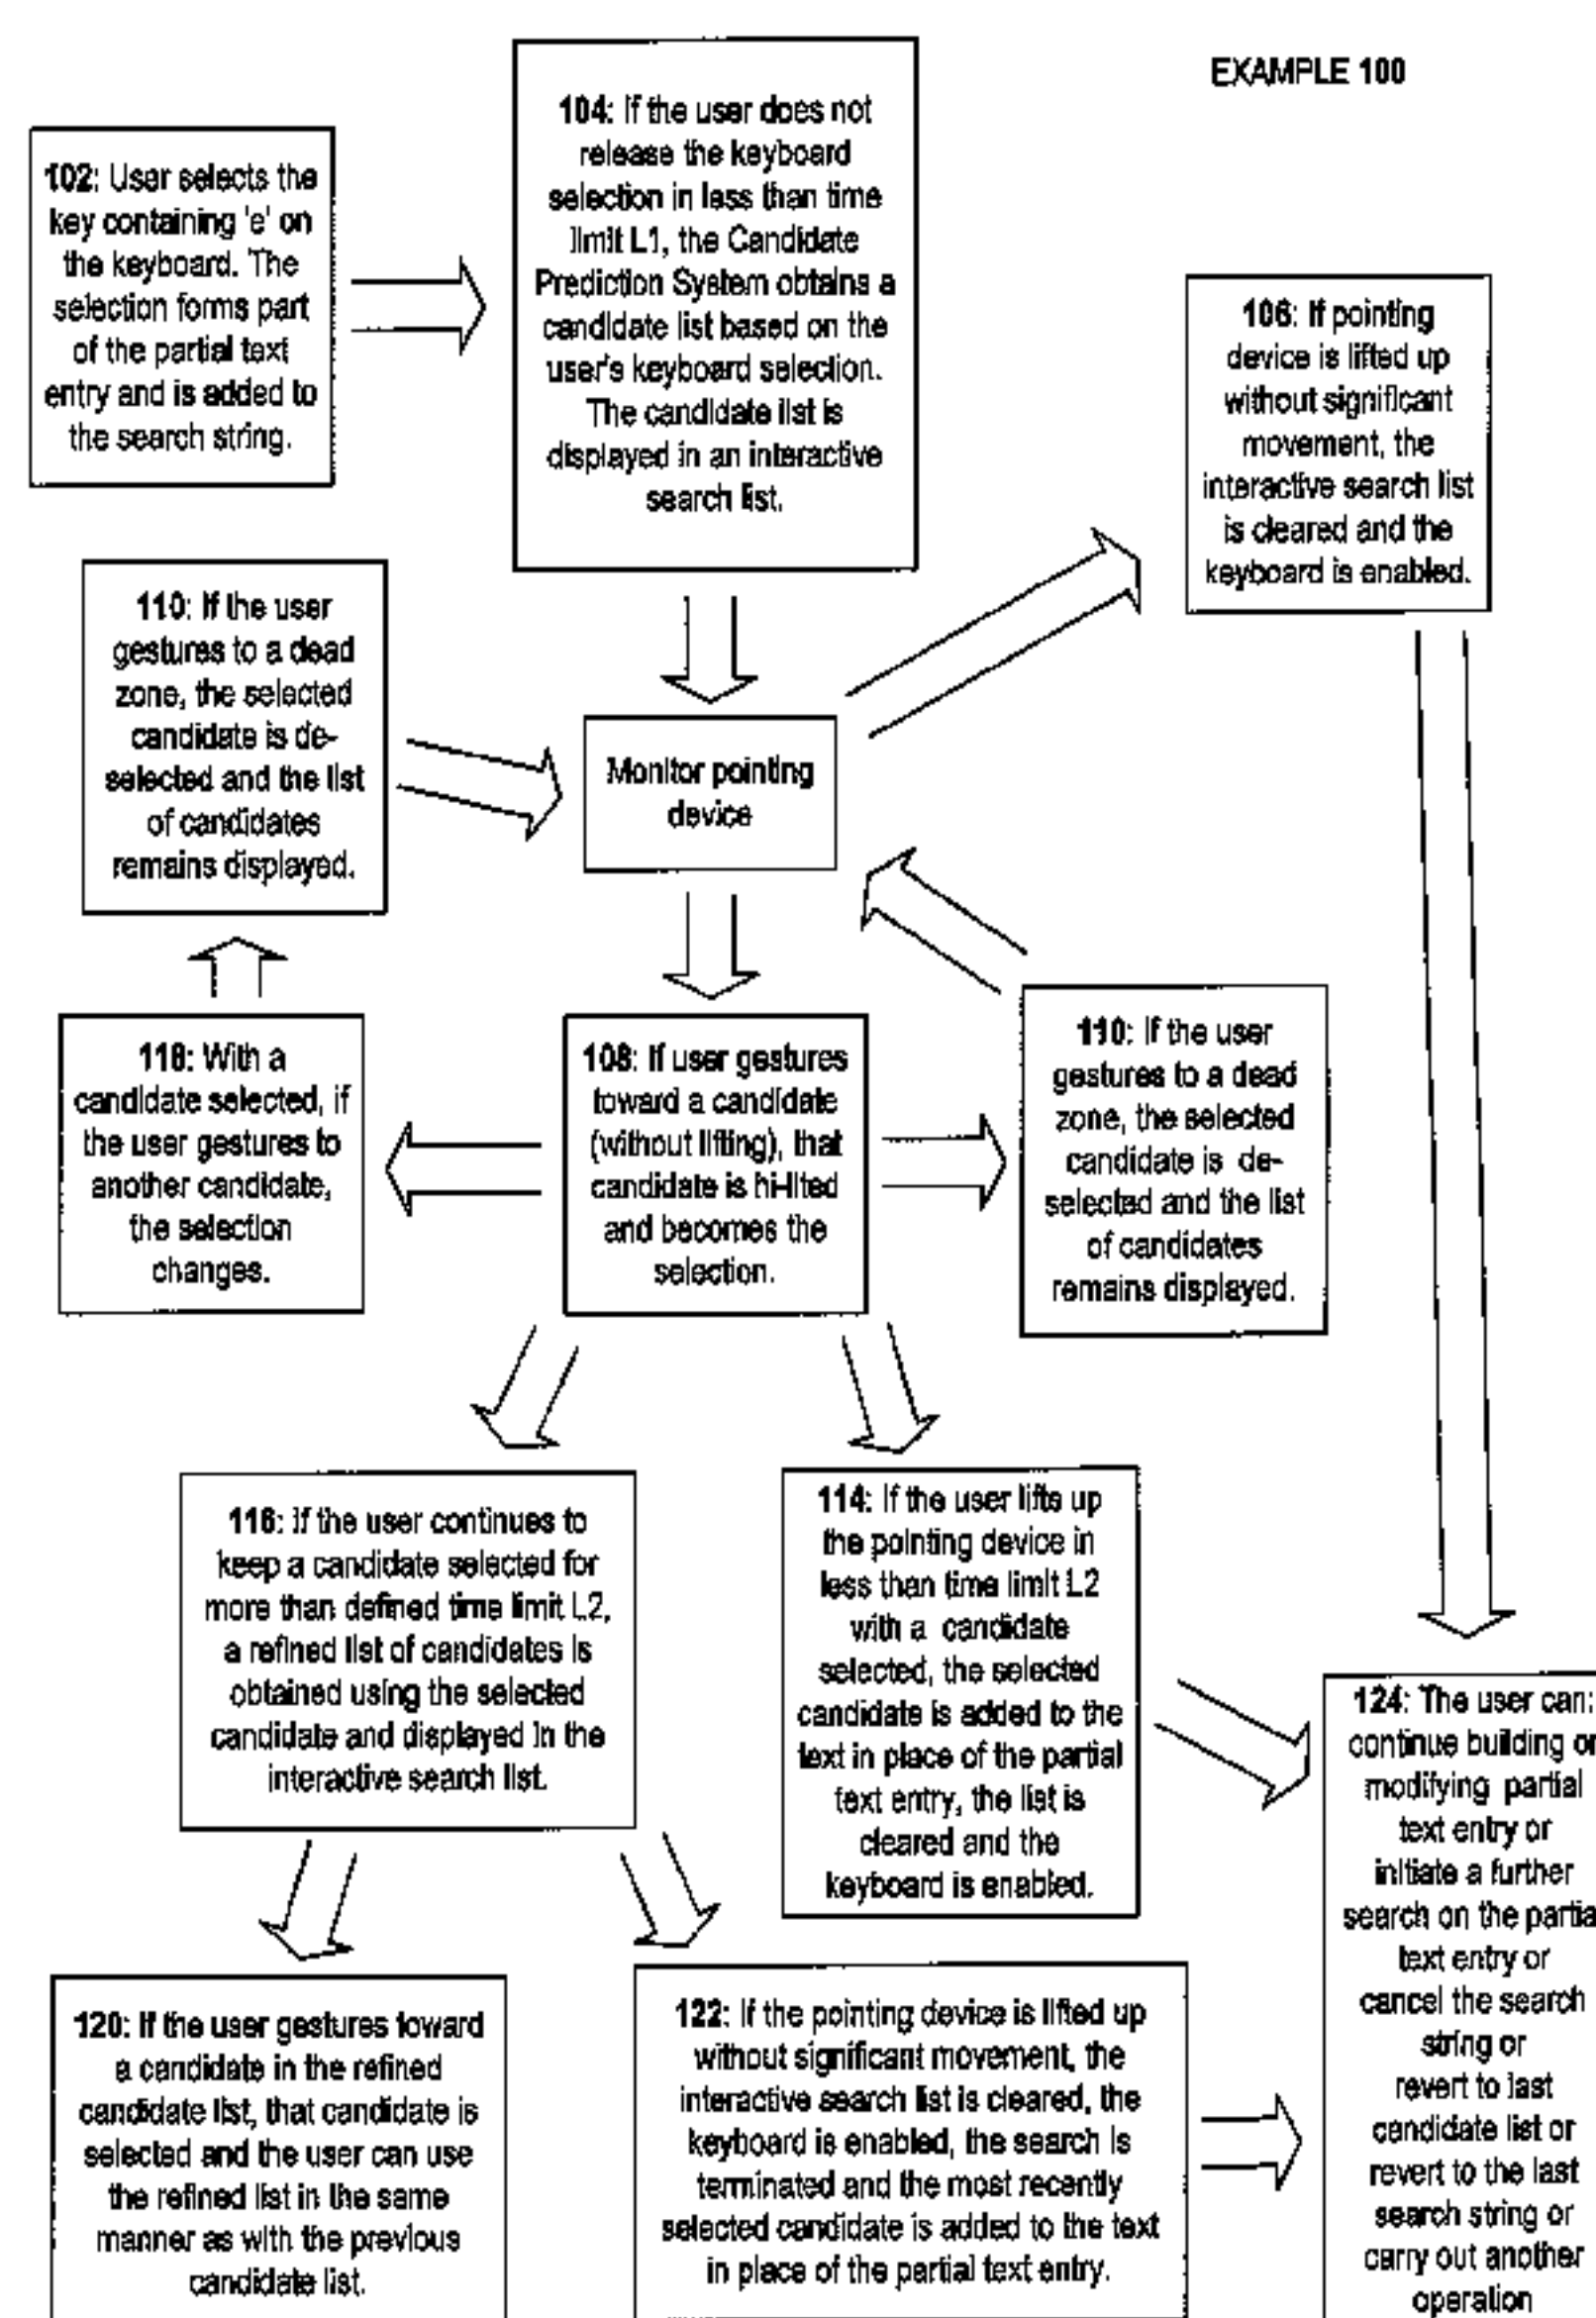 EXAMPLE 100
102: User selects the
key containing 'e' on
the keyboard. The
selection forms part
of the partial text
entry and is added to
the search string.
104: If the user does not
release the keyboard
selection in less than time
limit L1, the Candidate
Prediction System obtains a
candidate list based on the
user's keyboard selection.
The candidate list is
displayed in an interactive
search list.
106: If pointing
device is lifted up
without significant
movement, the
interactive search list
is cleared and the
keyboard is enabled.
110: If the user
gestures to a dead
zone, the selected
candidate is de-
selected and the list
of candidates
remains displayed.
Monitor pointing
device
118: With a
candidate selected, if
the user gestures to
another candidate,
the selection
changes.
108: If user gestures
toward a candidate
(without lifting), that
candidate is hi-lited
and becomes the
selection.
110: If the user
gestures to a dead
zone, the selected
candidate is de-
selected and the list
of candidates
remains displayed.
116: If the user continues to
keep a candidate selected for
more than defined time limit L2,
a refined list of candidates is
obtained using the selected
candidate and displayed in the
interactive search list.
114: If the user lifts up
the pointing device in
less than time limit L2
with a candidate
selected, the selected
candidate is added to the
text in place of the partial
text entry, the list is
cleared and the
keyboard is enabled.
124: The user can:
continue building or
modifying partial
text entry or
initiate a further
search on the partia
text entry or
cancel the search
string or
revert to last
candidate list or
revert to the last
search string or
carry out another
operation
120: If the user gestures toward
a candidate in the refined
candidate list, that candidate is
selected and the user can use
the refined list in the same
manner as with the previous
candidate list.
122: If the pointing device is lifted up
without significant movement, the
interactive search list is cleared, the
keyboard is enabled, the search is
terminated and the most recently
selected candidate is added to the text
in place of the partial text entry.